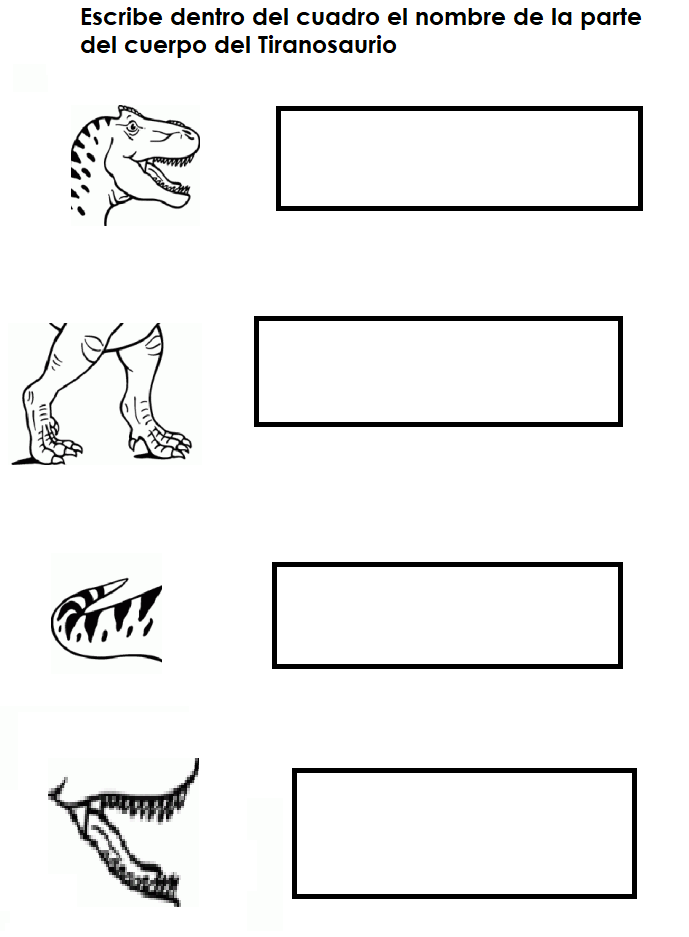 Escribe dentro del cuadro el nombre de la parte
del cuerpo del Tiranosaurio